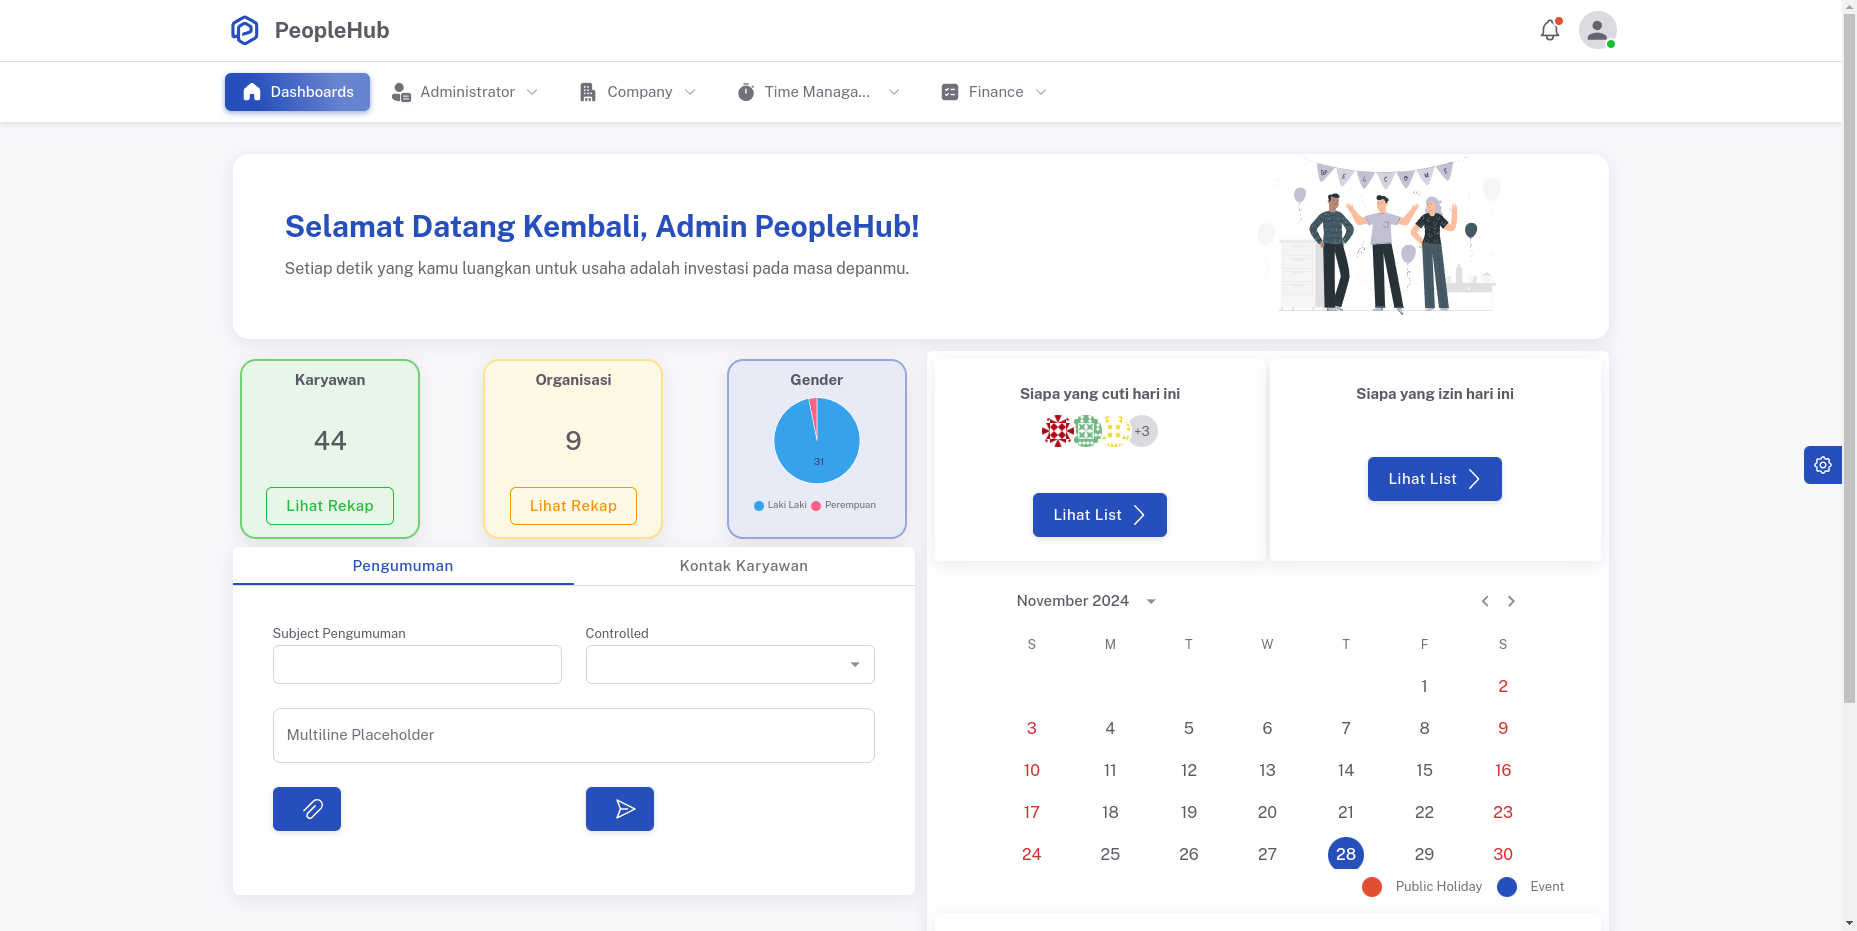 PeopleHub
Dashboards
Administrator
Company
Time Managa...
Finance
WELCOME
Selamat Datang Kembali, Admin PeopleHub!
Setiap detik yang kamu luangkan untuk usaha adalah investasi pada masa depanmu.
Karyawan
44
Lihat Rekap
Organisasi
9
Lihat Rekap
Gender
31
Laki Laki Perempuan
Siapa yang cuti hari ini
+3
Lihat List
Siapa yang izin hari ini
Lihat List
Pengumuman
Kontak Karyawan
Subject Pengumuman
Controlled
Multiline Placeholder
November 2024
S M T W T F S
1 2
3 4 5 6 7 8 9
10 11 12 13 14 15 16
17 18 19 20 21 22 23
24 25 26 27 28 29 30
Public Holiday Event